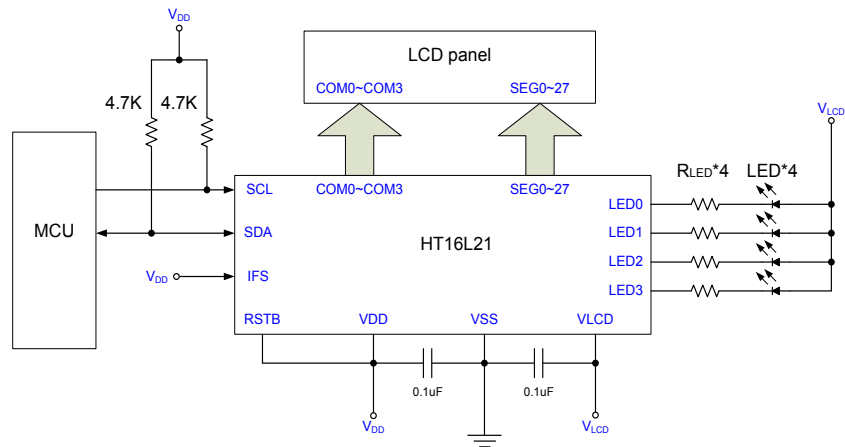 VDD
LCD panel
COM0~COM3 SEG0~27
4.7K 4.7K
VLCD
RLED*4 LED*4
MCU
SCL COM0~COM3 SEG0~27
LED0
SDA HT16L21 LED1
LED2
VDD IFS
LED3
RSTB VDD VSS VLCD
0.1uF 0.1uF
VDD VLCD